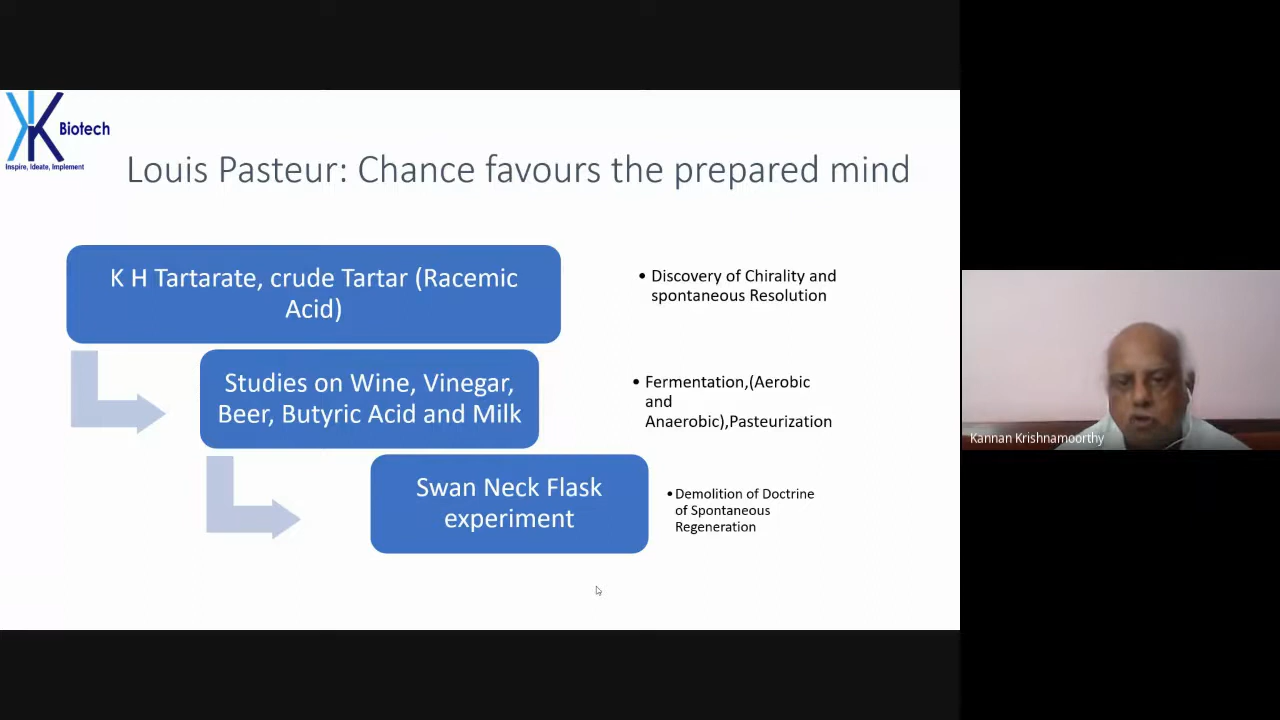 Biotech
Inspire, Ideate, Implement
Louis Pasteur: Chance favours the prepared mind
K H Tartarate, crude Tartar (Racemic
Acid)
• Discovery of Chirality and
spontaneous Resolution
Studies on Wine, Vinegar,
Beer, Butyric Acid and Milk
• Fermentation,(Aerobic
and
Anaerobic),Pasteurization
Swan Neck Flask
experiment
• Demolition of Doctrine
of Spontaneous
Regeneration
Kannan Krishnamoorthy